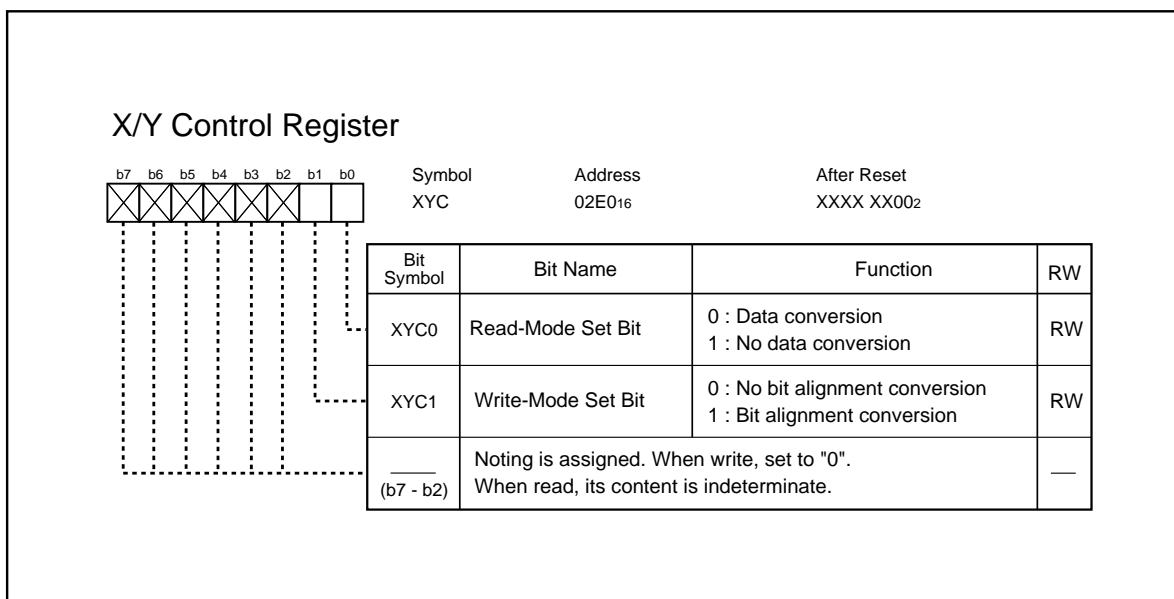 X/Y Control Register
b7 b6 b5 b4 b3 b2 b1 b0
Symbol Address After Reset
XYC 02E016 XXXX XX002
Bit Symbol Bit Name Function RW
XYC0 Read-Mode Set Bit 0 : Data conversion RW
1 : No data conversion
XYC1 Write-Mode Set Bit 0 : No bit alignment conversion RW
1 : Bit alignment conversion
(b7 - b2) Noting is assigned. When write, set to "0".
When read, its content is indeterminate.